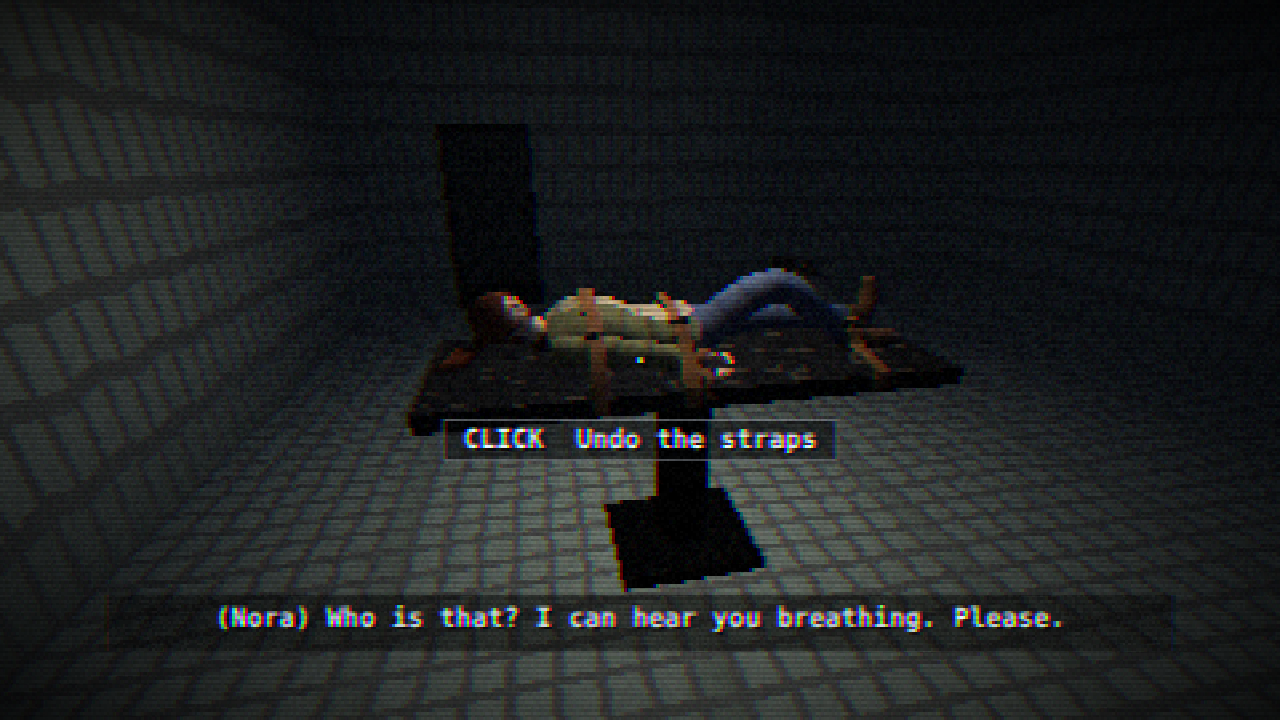 CLICK Undo the straps
(Nora) Who is that? I can hear you breathing. Please.